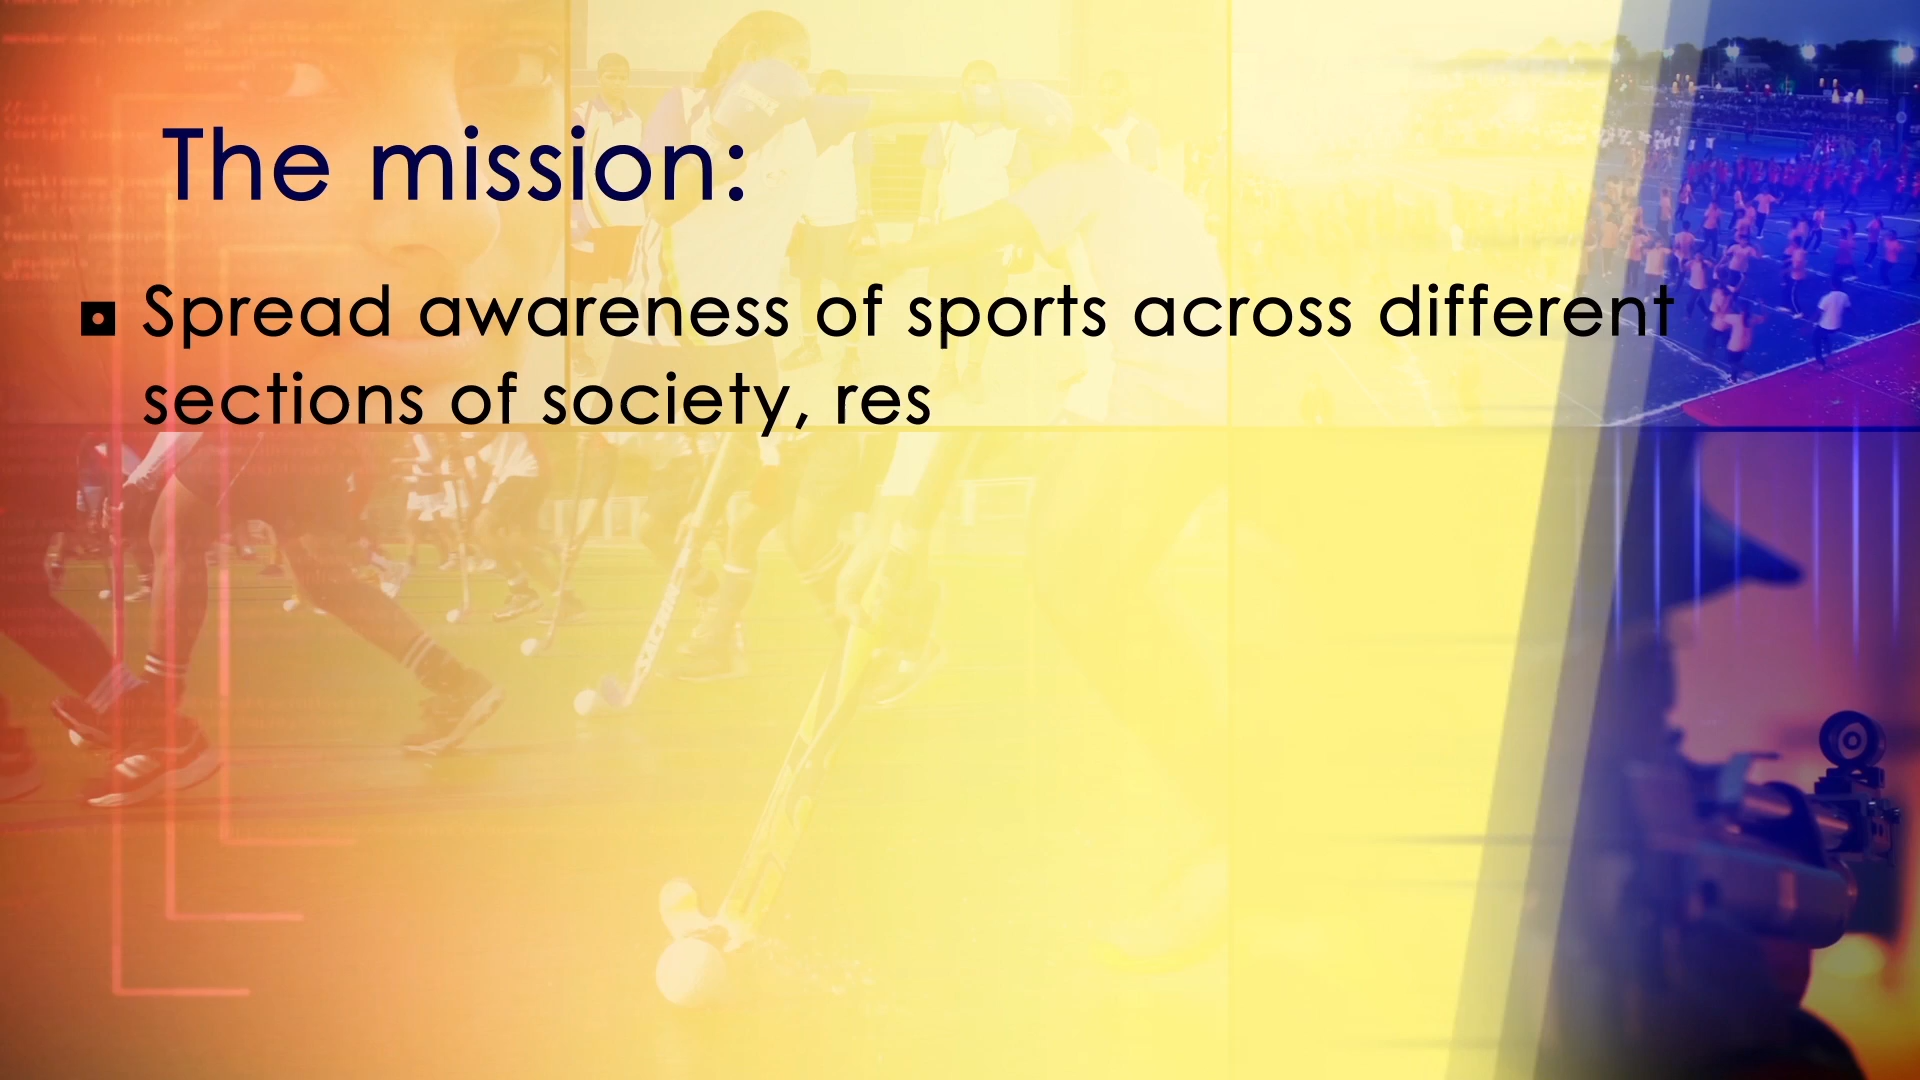 The mission:
Spread awareness of sports across different
sections of society, res